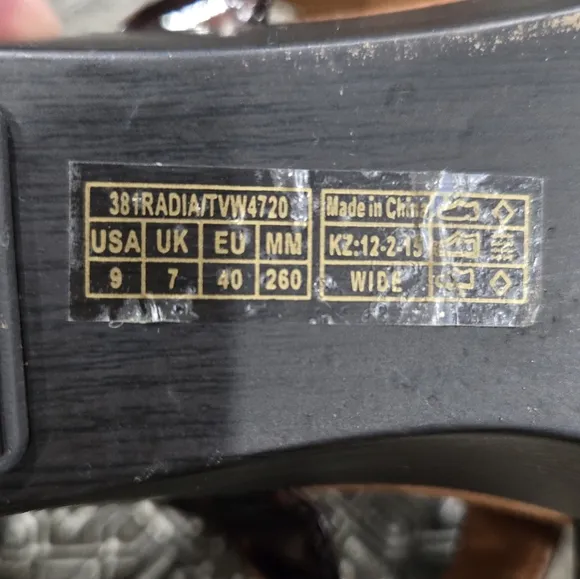 381RADIA/TVW4720
USA UK EU MM
9 7 40 260
Made in China
KZ:12-2-15
WIDE